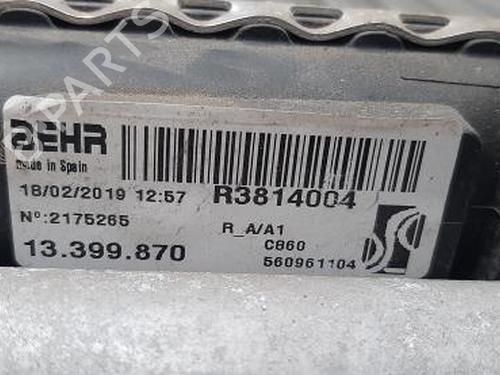 B-PARTS
BEHR
Made in Spain
18/02/2019 12:57 R3814004
Nº:2175265 R_A/A1
13.399.870 C860
560961104